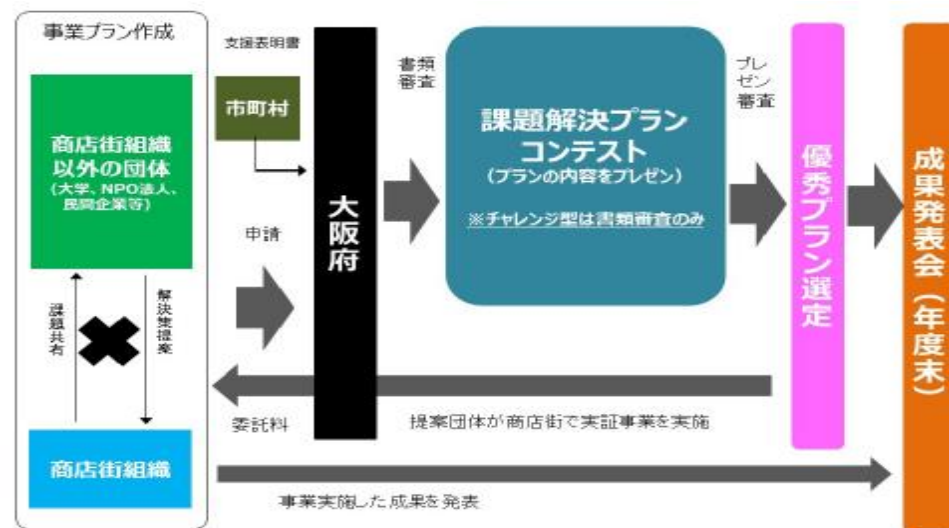 事業プラン作成
商店街組織
以外の団体
(大学、NPO法人、
民間企業等)
課題共有
解決策提案
商店街組織
支援表明書
市町村
申請
委託料
大阪府
書類
審査
課題解決プラン
コンテスト
(プランの内容をプレゼン)
※チャレンジ型は書類審査のみ
プレ
ゼン
審査
優秀プラン選定
成果発表会(年度末)
提案団体が商店街で実証事業を実施
事業実施した成果を発表